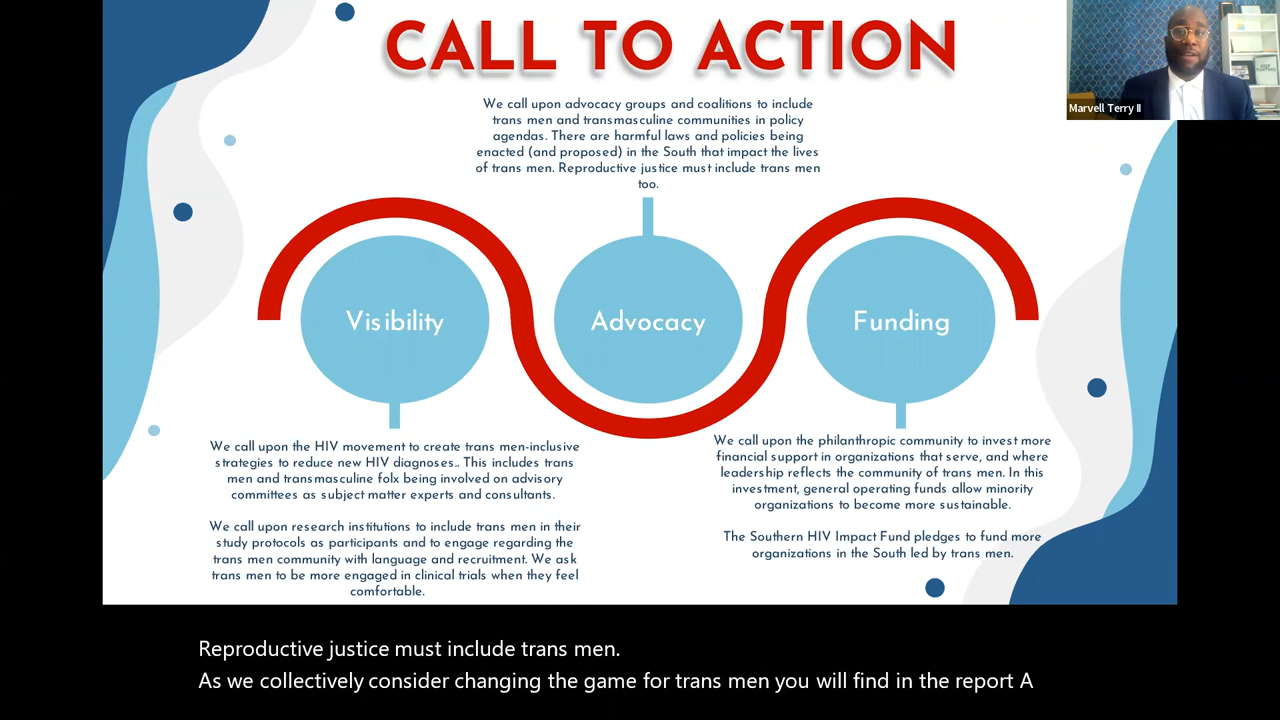 CALL TO ACTION
Marvell Terry II
We call upon advocacy groups and coalitions to include
trans men and transmasculine communities in policy
agendas. There are harmful laws and policies being
enacted (and proposed) in the South that impact the lives
of trans men. Reproductive justice must include trans men
too.
Visibility
Advocacy
Funding
We call upon the HIV movement to create trans men-inclusive
strategies to reduce new HIV diagnoses.. This includes trans
men and transmasculine folx being involved on advisory
committees as subject matter experts and consultants.
We call upon research institutions to include trans men in their
study protocols as participants and to engage regarding the
trans men community with language and recruitment. We ask
trans men to be more engaged in clinical trials when they feel
comfortable.
We call upon the philanthropic community to invest more
financial support in organizations that serve, and where
leadership reflects the community of trans men. In this
investment, general operating funds allow minority
organizations to become more sustainable.
The Southern HIV Impact Fund pledges to fund more
organizations in the South led by trans men.
Reproductive justice must include trans men.
As we collectively consider changing the game for trans men you will find in the report A